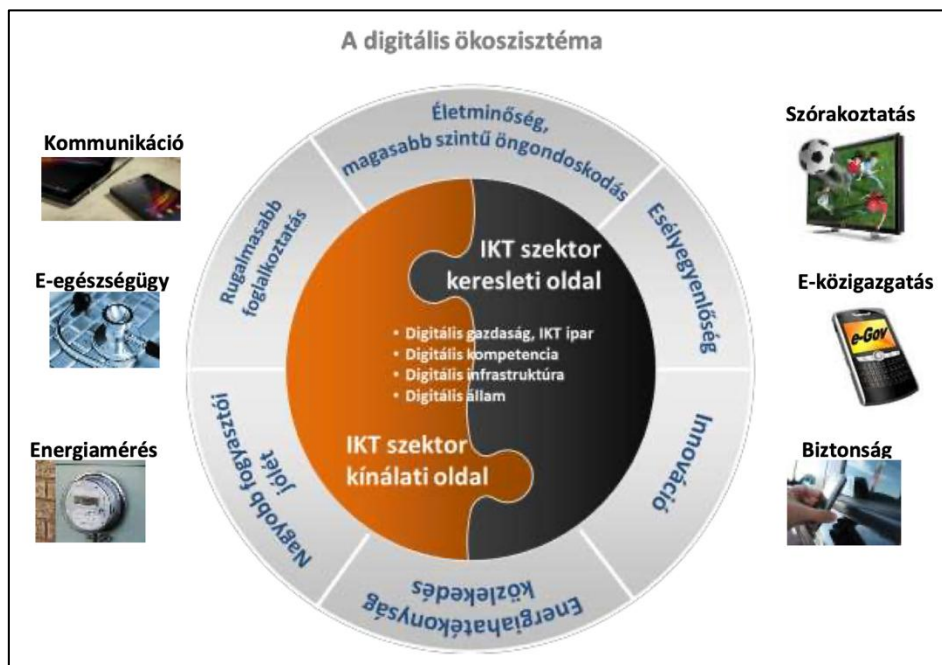 A digitális ökoszisztéma
Kommunikáció
E-egészségügy
Energiamérés
Életminőség,
magasabb szintű öngondoskodás
Esélyegyenlőség
Innováció
Energiahatékonyság
közlekedés
Nagyobb fogyasztói
jólét
Rugalmasabb
foglalkoztatás
IKT szektor
keresleti oldal
• Digitális gazdaság, IKT ipar
• Digitális kompetencia
• Digitális infrastruktúra
• Digitális állam
IKT szektor
kínálati oldal
Szórakoztatás
E-közigazgatás
e-Gov
Biztonság